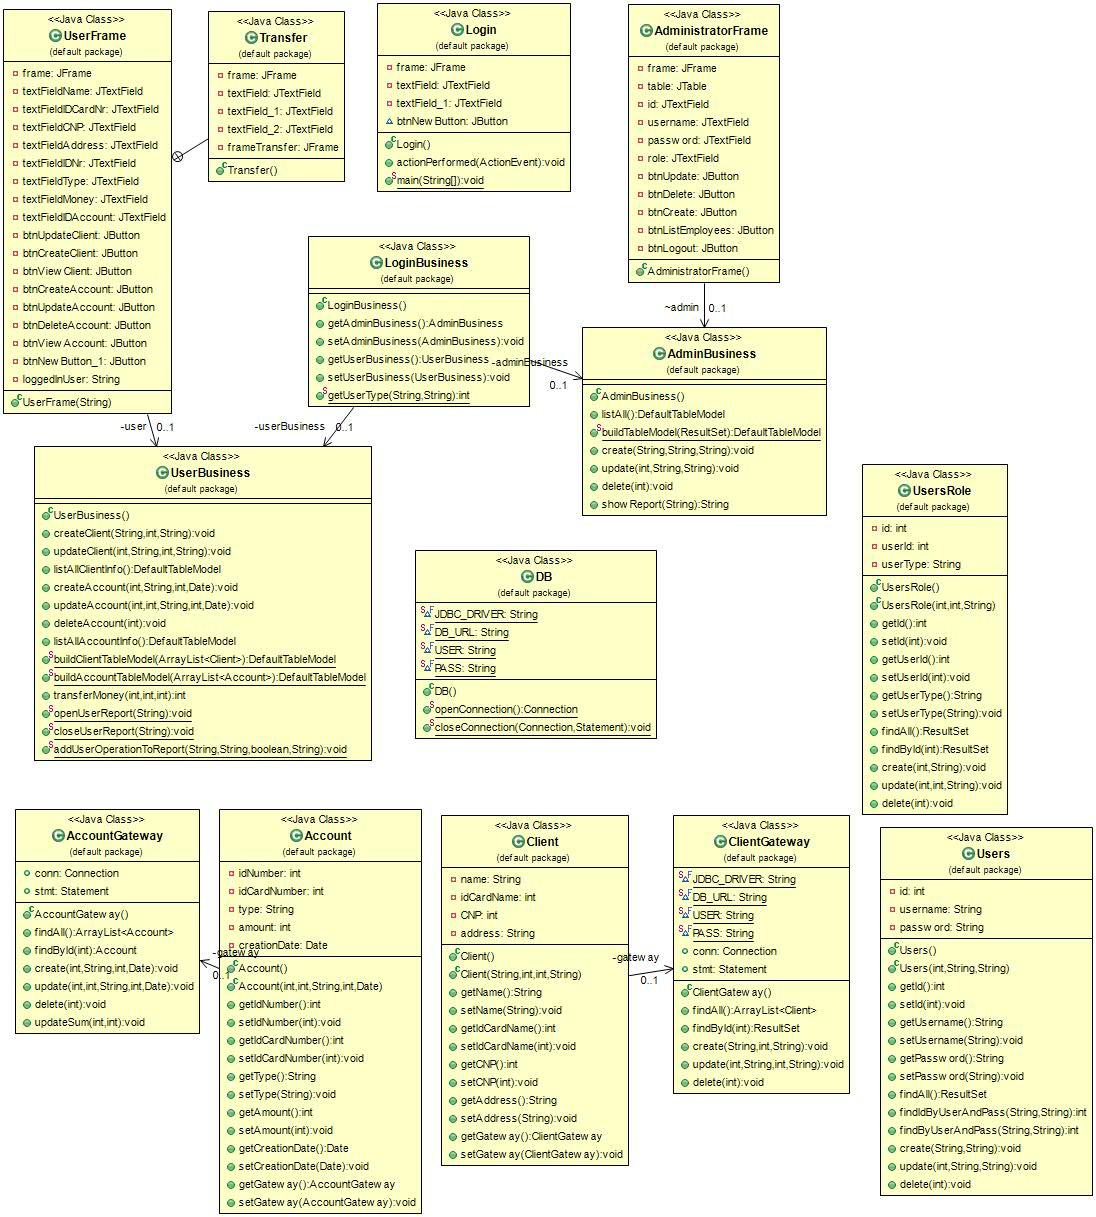 <<Java Class>>
UserFrame
(default package)
frame: JFrame
textFieldName: JTextField
textFieldIDCardNr: JTextField
textFieldCNP: JTextField
textFieldAddress: JTextField
textFieldIDNr: JTextField
textFieldType: JTextField
textFieldMoney: JTextField
textFieldIDAccount: JTextField
btnUpdateClient: JButton
btnCreateClient: JButton
btnView Client: JButton
btnCreateAccount: JButton
btnUpdateAccount: JButton
btnDeleteAccount: JButton
btnView Account: JButton
btnNew Button_1: JButton
loggedInUser: String
UserFrame(String)
<<Java Class>>
Transfer
(default package)
frame: JFrame
textField: JTextField
textField_1: JTextField
textField_2: JTextField
frameTransfer: JFrame
Transfer()
<<Java Class>>
Login
(default package)
frame: JFrame
textField: JTextField
textField_1: JTextField
btnNew Button: JButton
Login()
actionPerformed(ActionEvent):void
main(String[]):void
<<Java Class>>
AdministratorFrame
(default package)
frame: JFrame
table: JTable
id: JTextField
username: JTextField
passw ord: JTextField
role: JTextField
btnUpdate: JButton
btnDelete: JButton
btnCreate: JButton
btnListEmployees: JButton
btnLogout: JButton
AdministratorFrame()
~admin 0..1
<<Java Class>>
LoginBusiness
(default package)
LoginBusiness()
getAdminBusiness():AdminBusiness
setAdminBusiness(AdminBusiness):void
getUserBusiness():UserBusiness
setUserBusiness(UserBusiness):void
getUserType(String,String):int
-adminBusiness
0..1
-user 0..1
-userBusiness 0..1
<<Java Class>>
AdminBusiness
(default package)
AdminBusiness()
listAll():DefaultTableModel
buildTableModel(ResultSet):DefaultTableModel
create(String,String,String):void
update(int,String,String):void
delete(int):void
show Report(String):String
<<Java Class>>
UserBusiness
(default package)
UserBusiness()
createClient(String,int,String):void
updateClient(int,String,int,String):void
listAllClientInfo():DefaultTableModel
createAccount(int,String,int,Date):void
updateAccount(int,int,String,int,Date):void
deleteAccount(int):void
listAllAccountInfo():DefaultTableModel
buildClientTableModel(ArrayList<Client>):DefaultTableModel
buildAccountTableModel(ArrayList<Account>):DefaultTableModel
transferMoney(int,int,int):int
openUserReport(String):void
closeUserReport(String):void
addUserOperationToReport(String,String,boolean,String):void
<<Java Class>>
DB
(default package)
JDBC_DRIVER: String
DB_URL: String
USER: String
PASS: String
DB()
openConnection():Connection
closeConnection(Connection,Statement):void
<<Java Class>>
UsersRole
(default package)
id: int
userId: int
userType: String
UsersRole()
UsersRole(int,int,String)
getId():int
setId(int):void
getUserId():int
setUserId(int):void
getUserType():String
setUserType(String):void
findAll():ResultSet
findById(int):ResultSet
create(int,String):void
update(int,int,String):void
delete(int):void
<<Java Class>>
AccountGateway
(default package)
conn: Connection
stmt: Statement
AccountGatew ay()
findAll():ArrayList<Account>
findById(int):Account
create(int,String,int,Date):void
update(int,int,String,int,Date):void
delete(int):void
updateSum(int,int):void
-gatew ay
0..1
<<Java Class>>
Account
(default package)
idNumber: int
idCardNumber: int
type: String
amount: int
creationDate: Date
Account()
Account(int,int,String,int,Date)
getIdNumber():int
setIdNumber(int):void
getIdCardNumber():int
setIdCardNumber(int):void
getType():String
setType(String):void
getAmount():int
setAmount(int):void
getCreationDate():Date
setCreationDate(Date):void
getGatew ay():AccountGatew ay
setGatew ay(AccountGatew ay):void
<<Java Class>>
Client
(default package)
name: String
idCardName: int
CNP: int
address: String
Client()
Client(String,int,int,String)
getName():String
setName(String):void
getIdCardName():int
setIdCardName(int):void
getCNP():int
setCNP(int):void
getAddress():String
setAddress(String):void
getGatew ay():ClientGatew ay
setGatew ay(ClientGatew ay):void
-gatew ay
0..1
<<Java Class>>
ClientGateway
(default package)
JDBC_DRIVER: String
DB_URL: String
USER: String
PASS: String
conn: Connection
stmt: Statement
ClientGatew ay()
findAll():ArrayList<Client>
findById(int):ResultSet
create(String,int,String):void
update(int,String,int,String):void
delete(int):void
<<Java Class>>
Users
(default package)
id: int
username: String
passw ord: String
Users()
Users(int,String,String)
getId():int
setId(int):void
getUsername():String
setUsername(String):void
getPassw ord():String
setPassw ord(String):void
findAll():ResultSet
findIdByUserAndPass(String,String):int
findByUserAndPass(String,String):int
create(String,String):void
update(int,String,String):void
delete(int):void